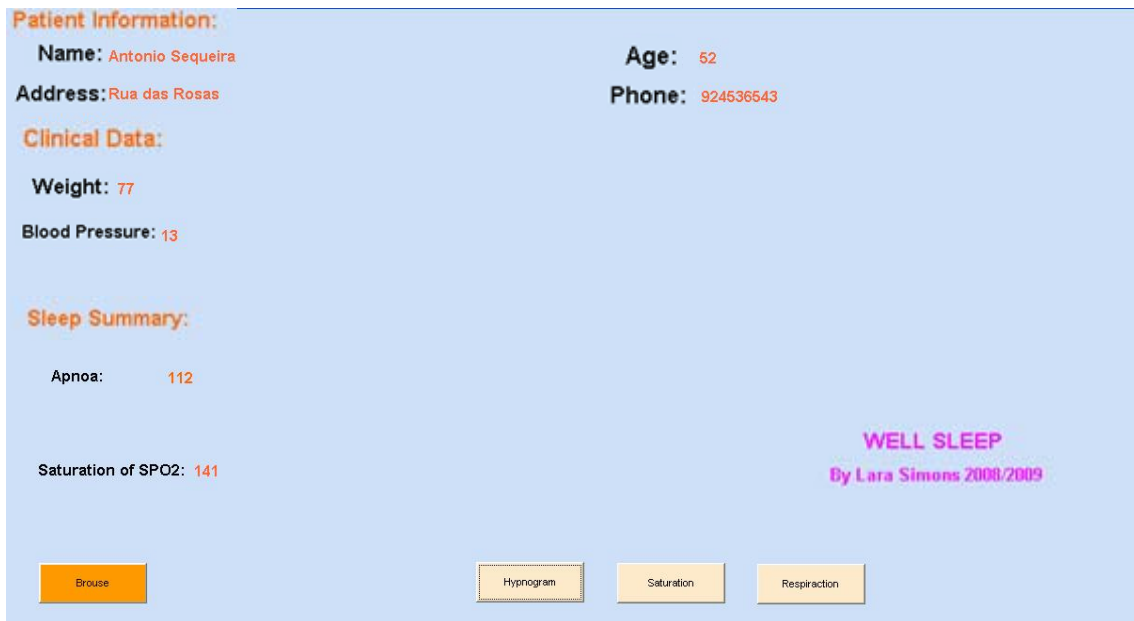 Patient Information:
Name: Antonio Sequeira
Age: 52
Address: Rua das Rosas
Phone: 924536543
Clinical Data:
Weight: 77
Blood Pressure: 13
Sleep Summary:
Apnoa: 112
WELL SLEEP
Saturation of SPO2: 141
By Lara Simons 2008/2009
Brouse
Hypnogram
Saturation
Respiraction